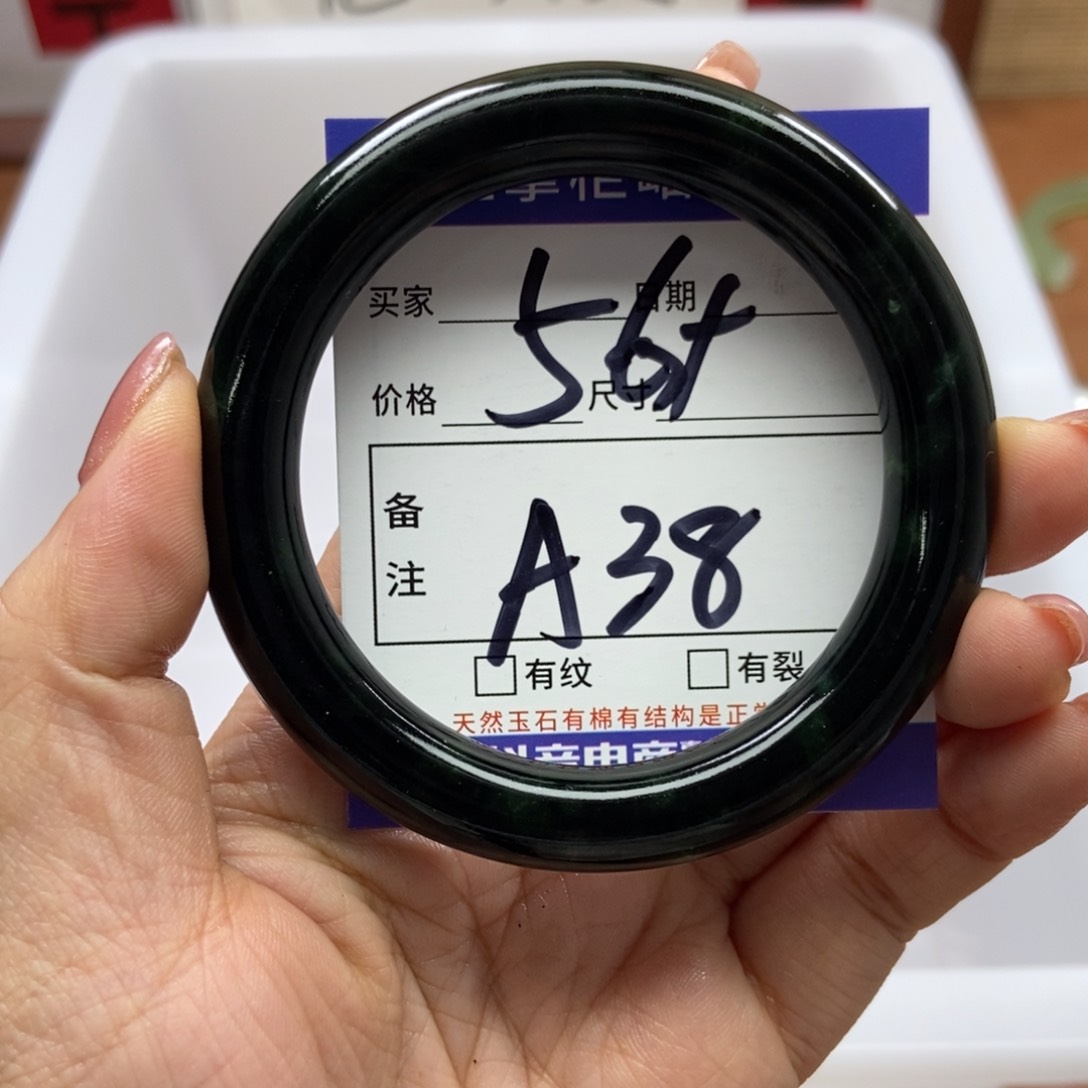 买家 日期
56+
价格 尺寸
备注
A38
有纹 有裂
天然玉石有棉有结构是正